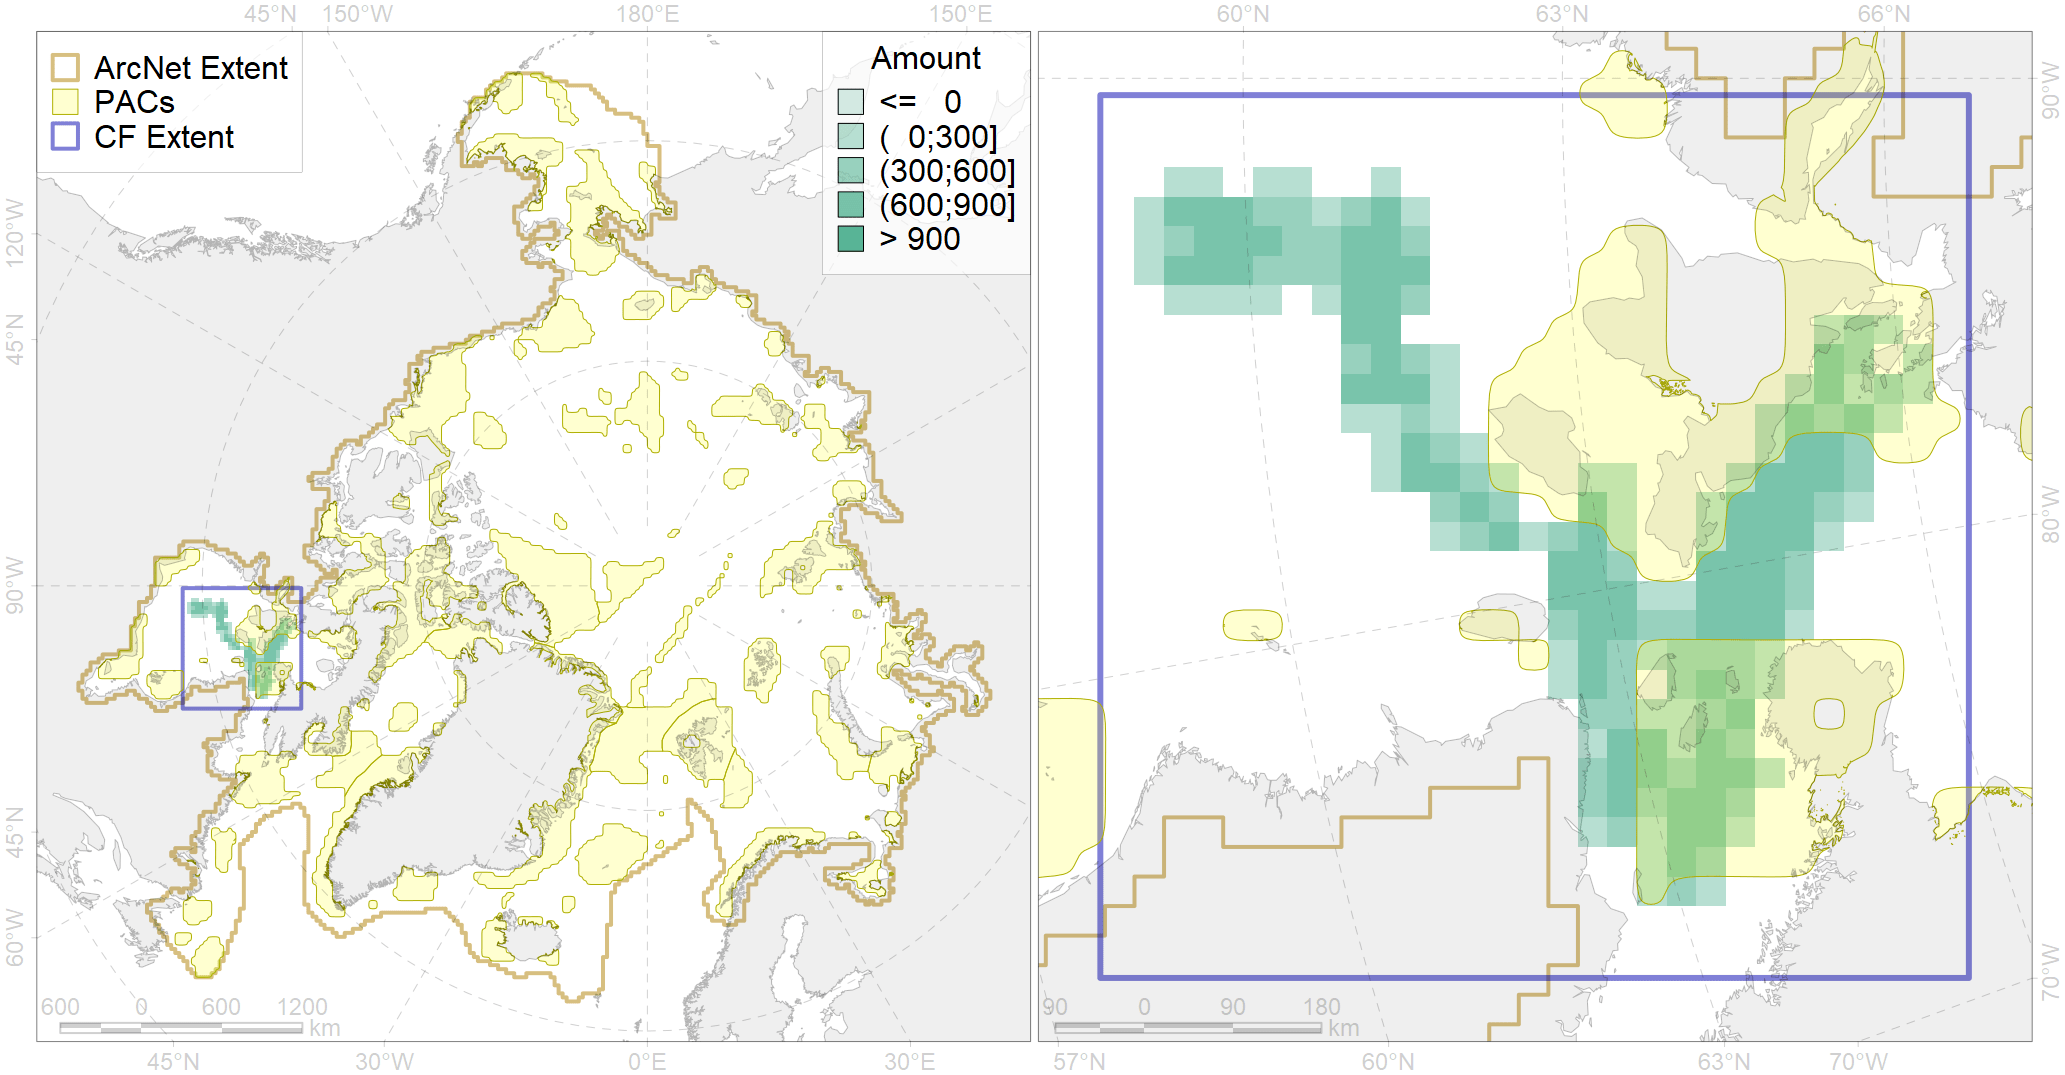 45°N 150°W 180°E 150°E 60°N 63°N 66°N
ArcNet Extent
PACs
CF Extent
Amount
<= 0
( 0;300]
(300;600]
(600;900]
> 900
120°W
45°N
90°W
45°N
60°W
90°W
80°W
70°W
600 0 600 1200
km
90 0 90 180
km
45°N 30°W 0°E 30°E 57°N 60°N 63°N 70°W